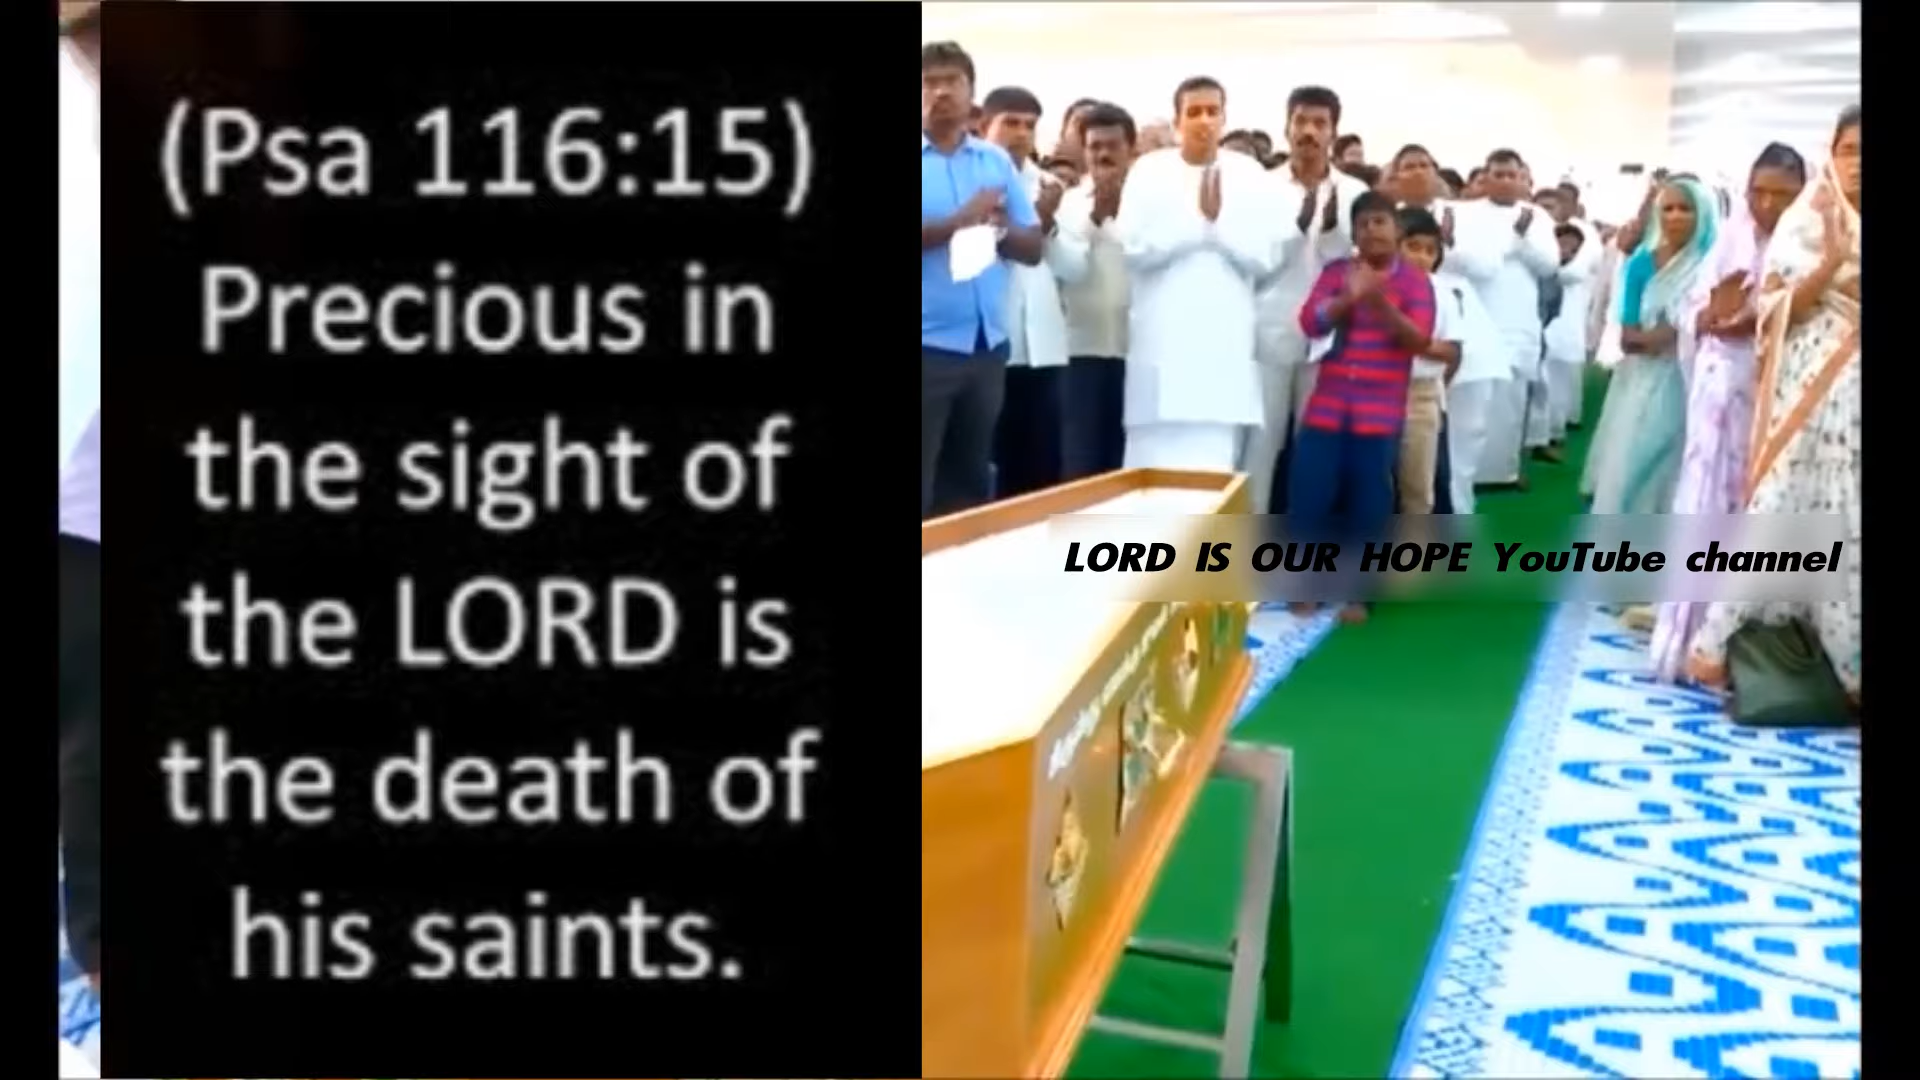 (Psa 116:15)
Precious in
the sight of
the LORD is
the death of
his saints.
LORD IS OUR HOPE YouTube channel